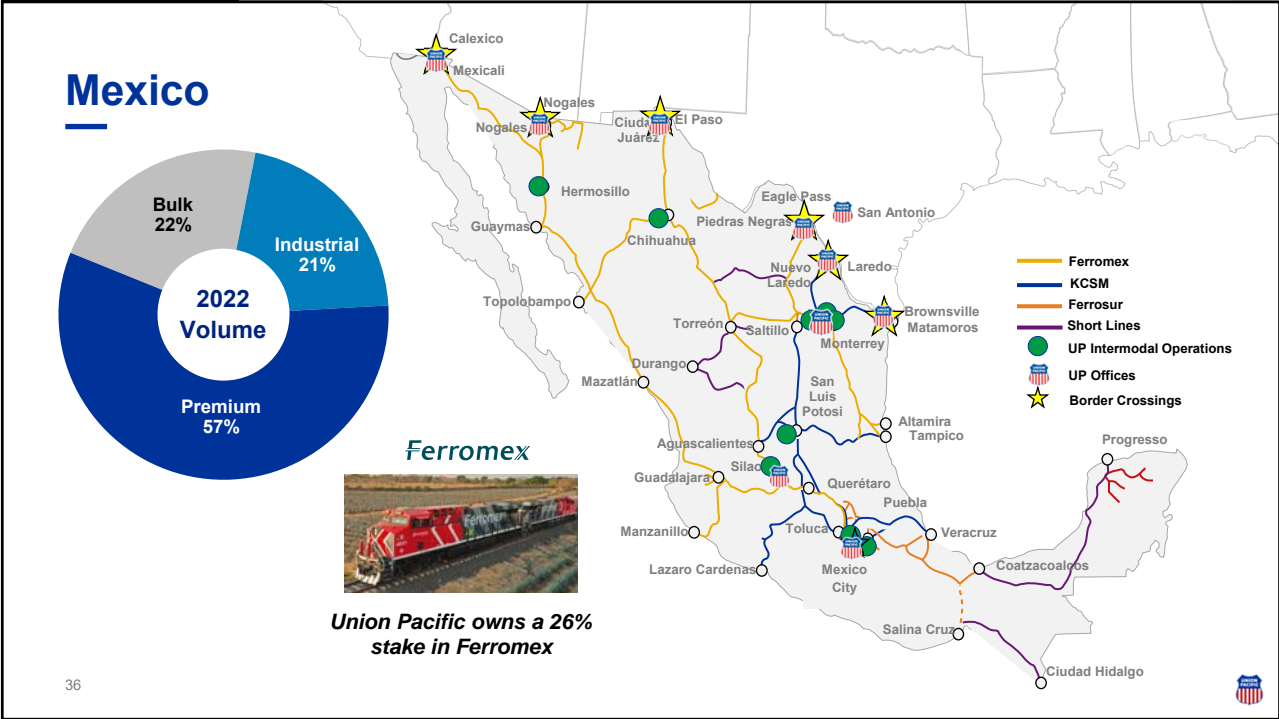 Mexico
Bulk
22%
Industrial
21%
2022
Volume
Premium
57%
Ferromex
Ferromex
Union Pacific owns a 26%
stake in Ferromex
36
Calexico
Mexicali
Nogales
Nogales
Ciudad
Juárez
El Paso
Hermosillo
Guaymas
Chihuahua
Eagle Pass
Piedras Negras
San Antonio
Nuevo
Laredo
Laredo
Topolobampo
Torreón
Saltillo
Monterrey
Brownsville
Matamoros
Durango
Mazatlán
San
Luis
Potosi
Altamira
Tampico
Aguascalientes
Silao
Guadalajara
Querétaro
Puebla
Manzanillo
Toluca
Veracruz
Lazaro Cardenas
Mexico
City
Coatzacoalcos
Salina Cruz
Progresso
Ciudad Hidalgo
Ferromex
KCSM
Ferrosur
Short Lines
UP Intermodal Operations
UP Offices
Border Crossings
UNION
PACIFIC